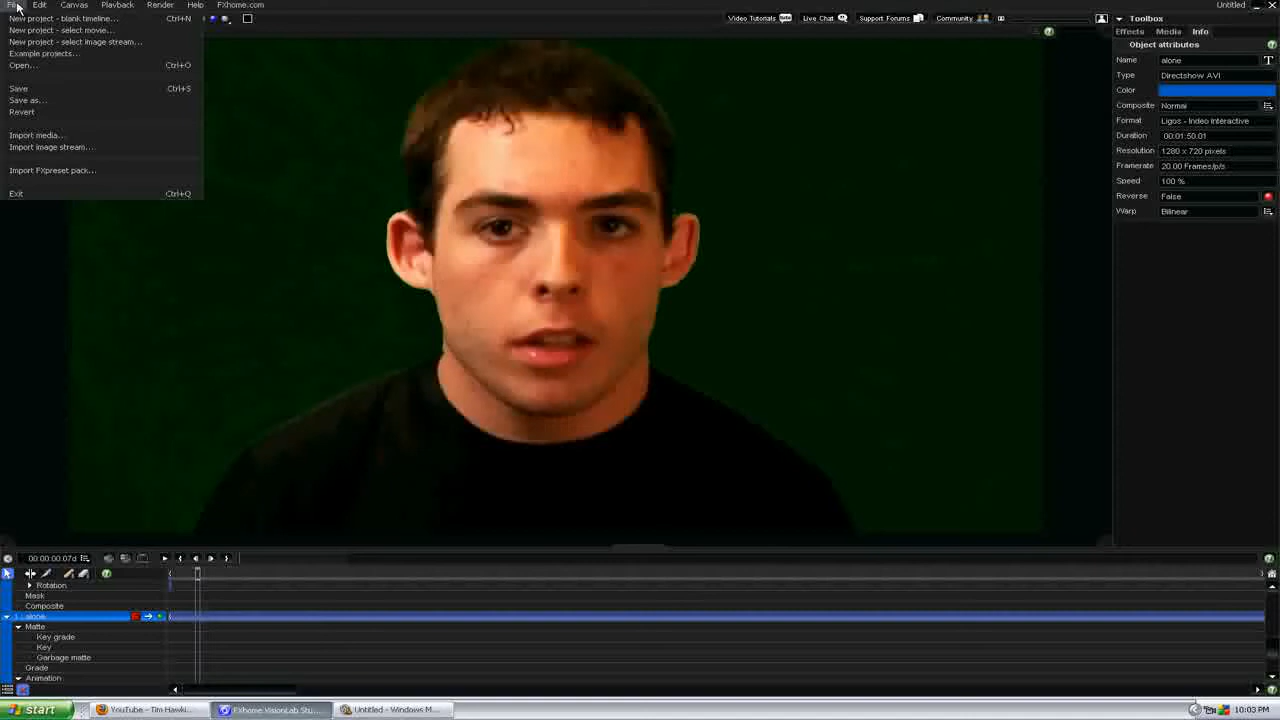 File Edit Canvas Playback Render Help FXhome.com
Untitled
New project - blank timeline... Ctrl+N
New project - select movie...
New project - select image stream...
Example projects...
Open... Ctrl+O
Save Ctrl+S
Save as...
Revert
Import media...
Import image stream...
Import FXpreset pack...
Exit Ctrl+Q
Video Tutorials Live Chat Support Forums Community
Toolbox
Effects Media Info
Object attributes
Name alone
Type Directshow AVI
Color
Composite Normal
Format Ligos - Indeo Interactive
Duration 00:01:50.01
Resolution 1280 x 720 pixels
Framerate 20.00 Frames/p/s
Speed 100 %
Reverse False
Warp Bilinear
00:00:00.07d
Rotation
Mask
Composite
1 : alone
Matte
Key grade
Key
Garbage matte
Grade
Animation
start YouTube - Tim Hawki... FXhome VisionLab Stu... Untitled - Windows M... 10:03 PM